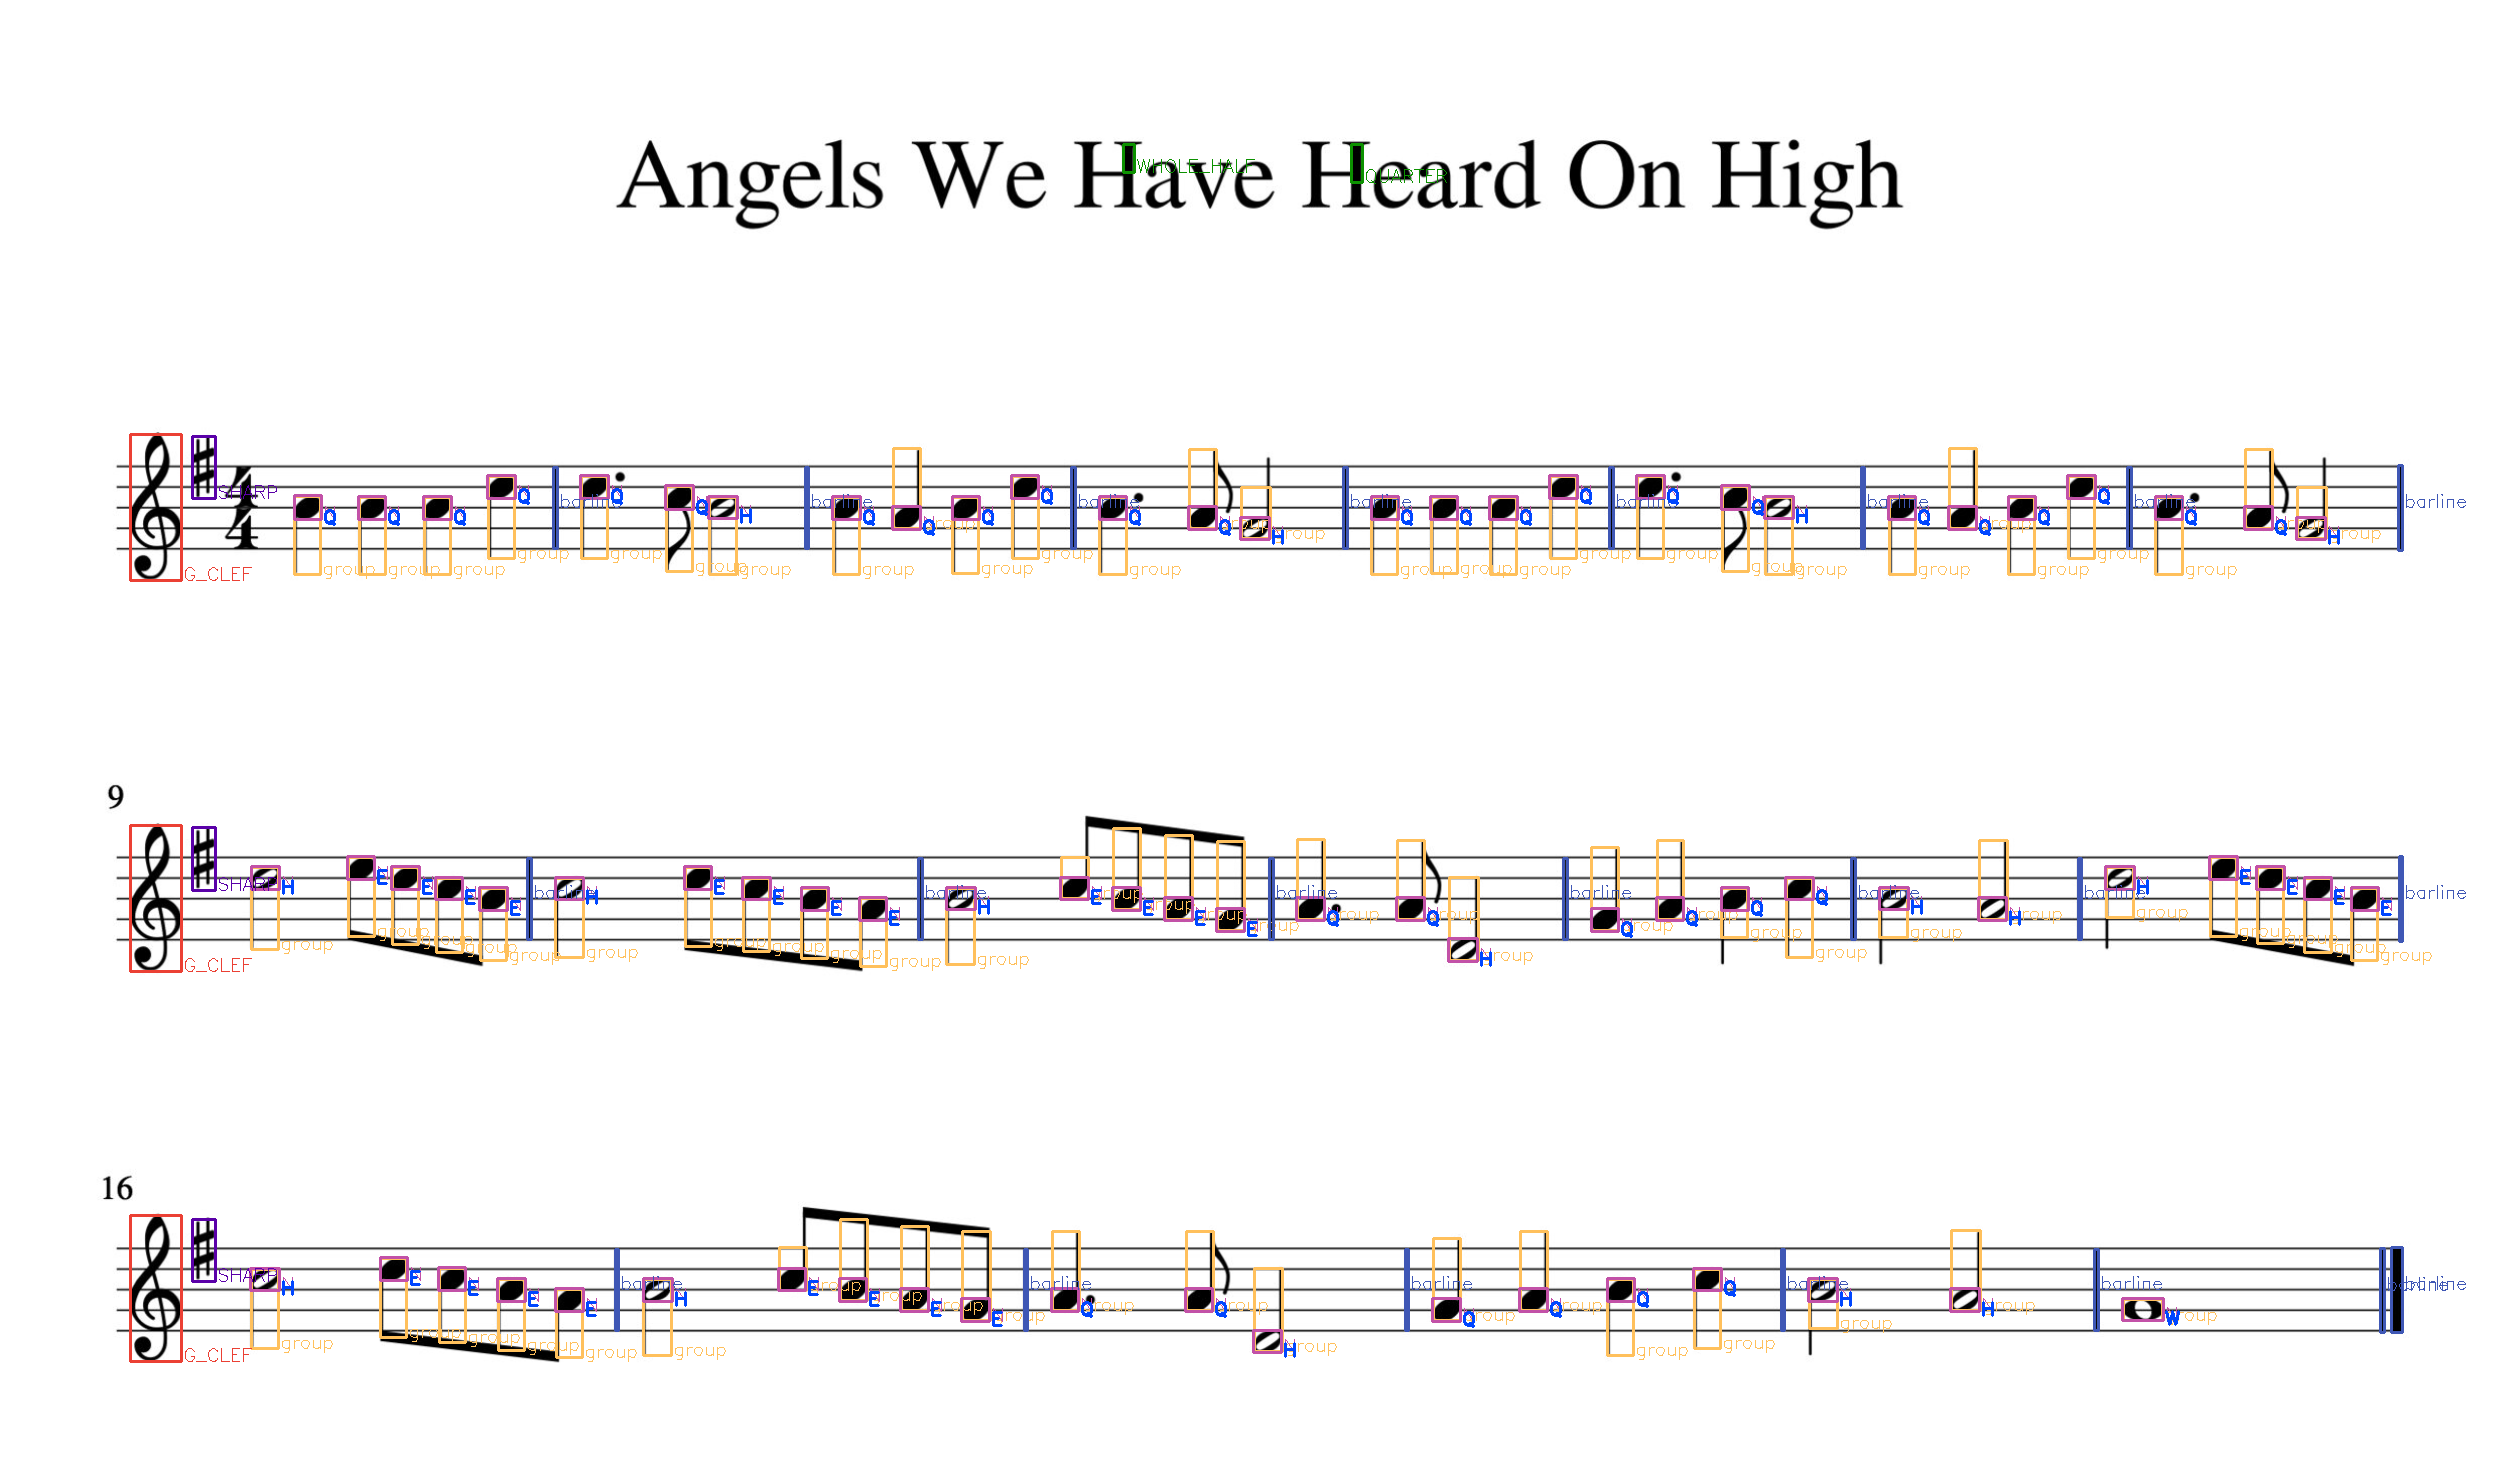 Angels We Have Heard On High
WHOLE_HALF QUARTER
SHARP 4 Q Q Q Q barline Q Q H barline Q Q Q Q barline Q Q H barline Q Q Q Q barline Q Q H barline Q Q Q Q barline Q Q H barline
4
G_CLEF group group group group group group group group group group group group group group group group group group group group group group group group group group group group
9
SHARP H E E E E barline H E E E E barline H E E E E barline Q Q H barline Q Q Q Q barline H H barline H E E E E barline
G_CLEF group group group group group group group group group group group group group group group group group group group group group group group group group group group group group
16
SHARP H E E E E barline H E E E E barline Q Q H barline Q Q Q Q barline H H barline W barline barline
G_CLEF group group group group group group group group group group group group group group group group group group group group